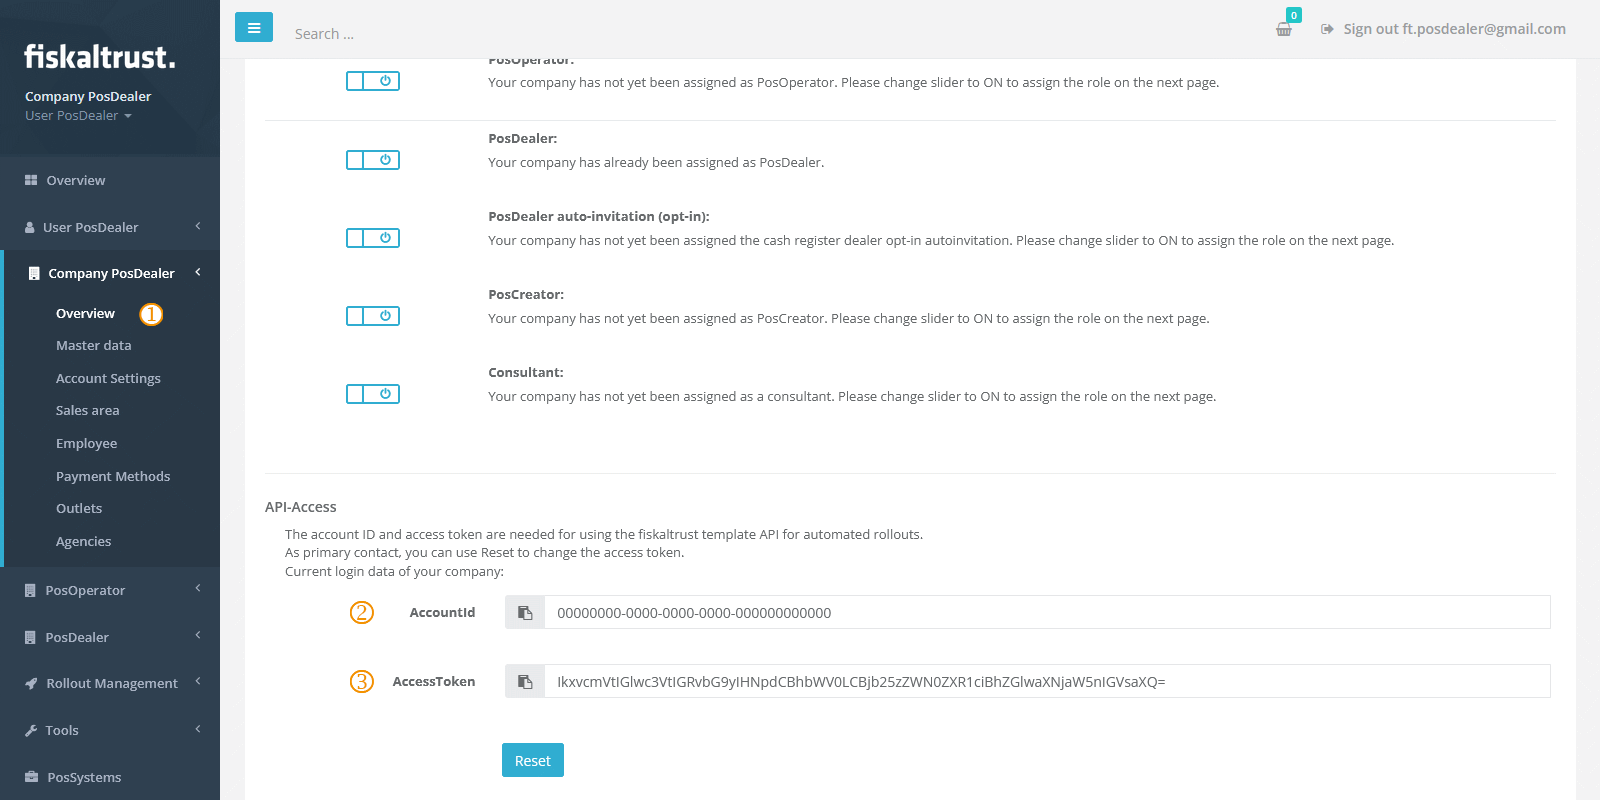 fiskaltrust.
Company PosDealer
User PosDealer
Overview
User PosDealer
Company PosDealer
Overview 1
Master data
Account Settings
Sales area
Employee
Payment Methods
Outlets
Agencies
PosOperator
PosDealer
Rollout Management
Tools
PosSystems
Search ...
0
Sign out ft.posdealer@gmail.com
PosOperator:
Your company has not yet been assigned as PosOperator. Please change slider to ON to assign the role on the next page.
PosDealer:
Your company has already been assigned as PosDealer.
PosDealer auto-invitation (opt-in):
Your company has not yet been assigned the cash register dealer opt-in autoinvitation. Please change slider to ON to assign the role on the next page.
PosCreator:
Your company has not yet been assigned as PosCreator. Please change slider to ON to assign the role on the next page.
Consultant:
Your company has not yet been assigned as a consultant. Please change slider to ON to assign the role on the next page.
API-Access
The account ID and access token are needed for using the fiskaltrust template API for automated rollouts.
As primary contact, you can use Reset to change the access token.
Current login data of your company:
2 AccountId 00000000-0000-0000-0000-000000000000
3 AccessToken IkxvcmVtIGlwc3VtIGRvbG9yIHNpdCBhbWV0LCBjb25zZWN0ZXR1ciBhZGlwaXNjaW5nIGVsaXQ=
Reset